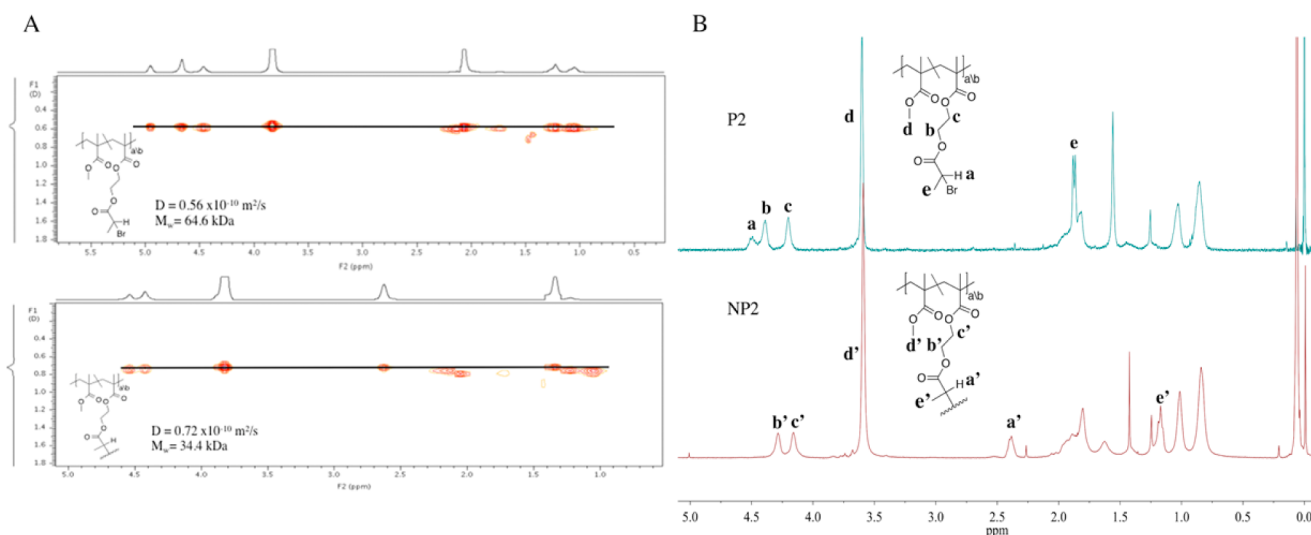 A
F1
(D)
0.4
0.6
0.8
1.0
1.2
1.4
1.6
1.8
O
O
O
O
a\b
O
O
H
Br
D = 0.56 x10-10 m²/s
Mw = 64.6 kDa
5.5
5.0
4.5
4.0
3.5
3.0
2.5
2.0
1.5
1.0
0.5
F2 (ppm)
F1
(D)
0.4
0.6
0.8
1.0
1.2
1.4
1.6
1.8
O
O
O
O
a\b
O
O
H
D = 0.72 x10-10 m²/s
Mw = 34.4 kDa
5.0
4.5
4.0
3.5
3.0
2.5
2.0
1.5
1.0
F2 (ppm)
B
P2
a
b
c
d
e
a\b
O
O
O
O
d
b
c
O
O
H
a
e
Br
NP2
b’
c’
d’
a’
e’
a\b
O
O
O
O
d’
b’
c’
O
O
H
a’
e’
5.0
4.5
4.0
3.5
3.0
2.5
2.0
1.5
1.0
0.5
0.0
ppm